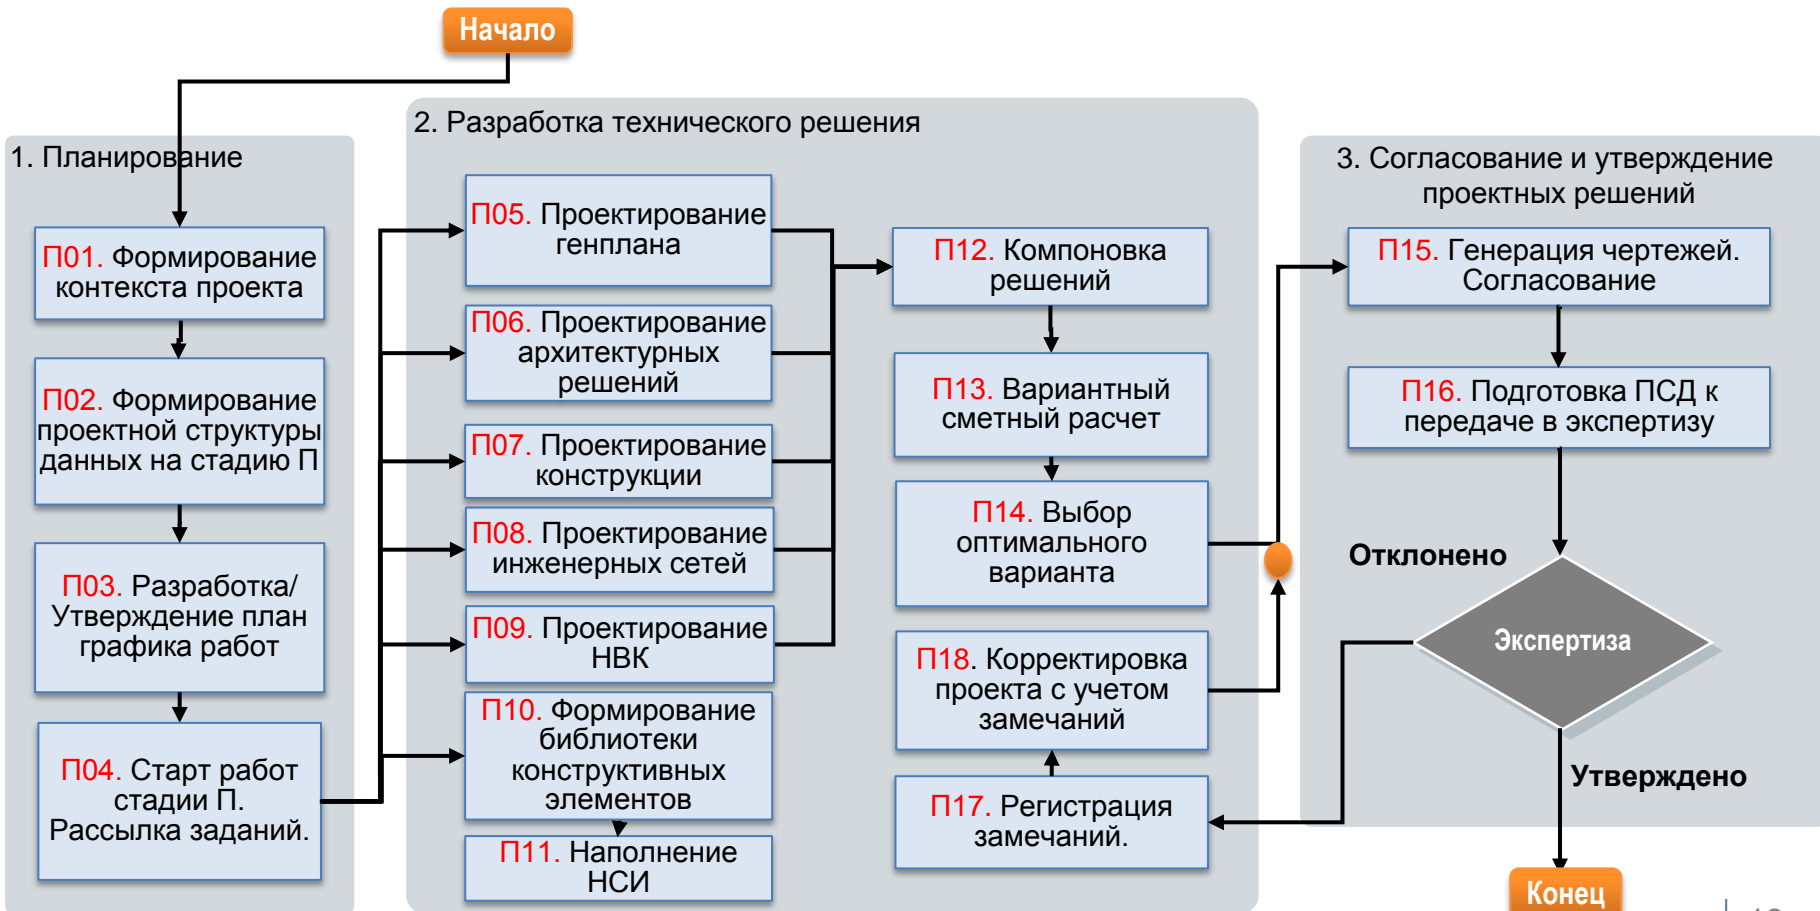 Начало
1. Планирование
П01. Формирование
контекста проекта
П02. Формирование
проектной структуры
данных на стадию П
П03. Разработка/
Утверждение план
графика работ
П04. Старт работ
стадии П.
Рассылка заданий.
2. Разработка технического решения
П05. Проектирование
генплана
П06. Проектирование
архитектурных
решений
П07. Проектирование
конструкции
П08. Проектирование
инженерных сетей
П09. Проектирование
НВК
П10. Формирование
библиотеки
конструктивных
элементов
П11. Наполнение
НСИ
П12. Компоновка
решений
П13. Вариантный
сметный расчет
П14. Выбор
оптимального
варианта
П18. Корректировка
проекта с учетом
замечаний
П17. Регистрация
замечаний.
3. Согласование и утверждение
проектных решений
П15. Генерация чертежей.
Согласование
П16. Подготовка ПСД к
передаче в экспертизу
Отклонено
Экспертиза
Утверждено
Конец